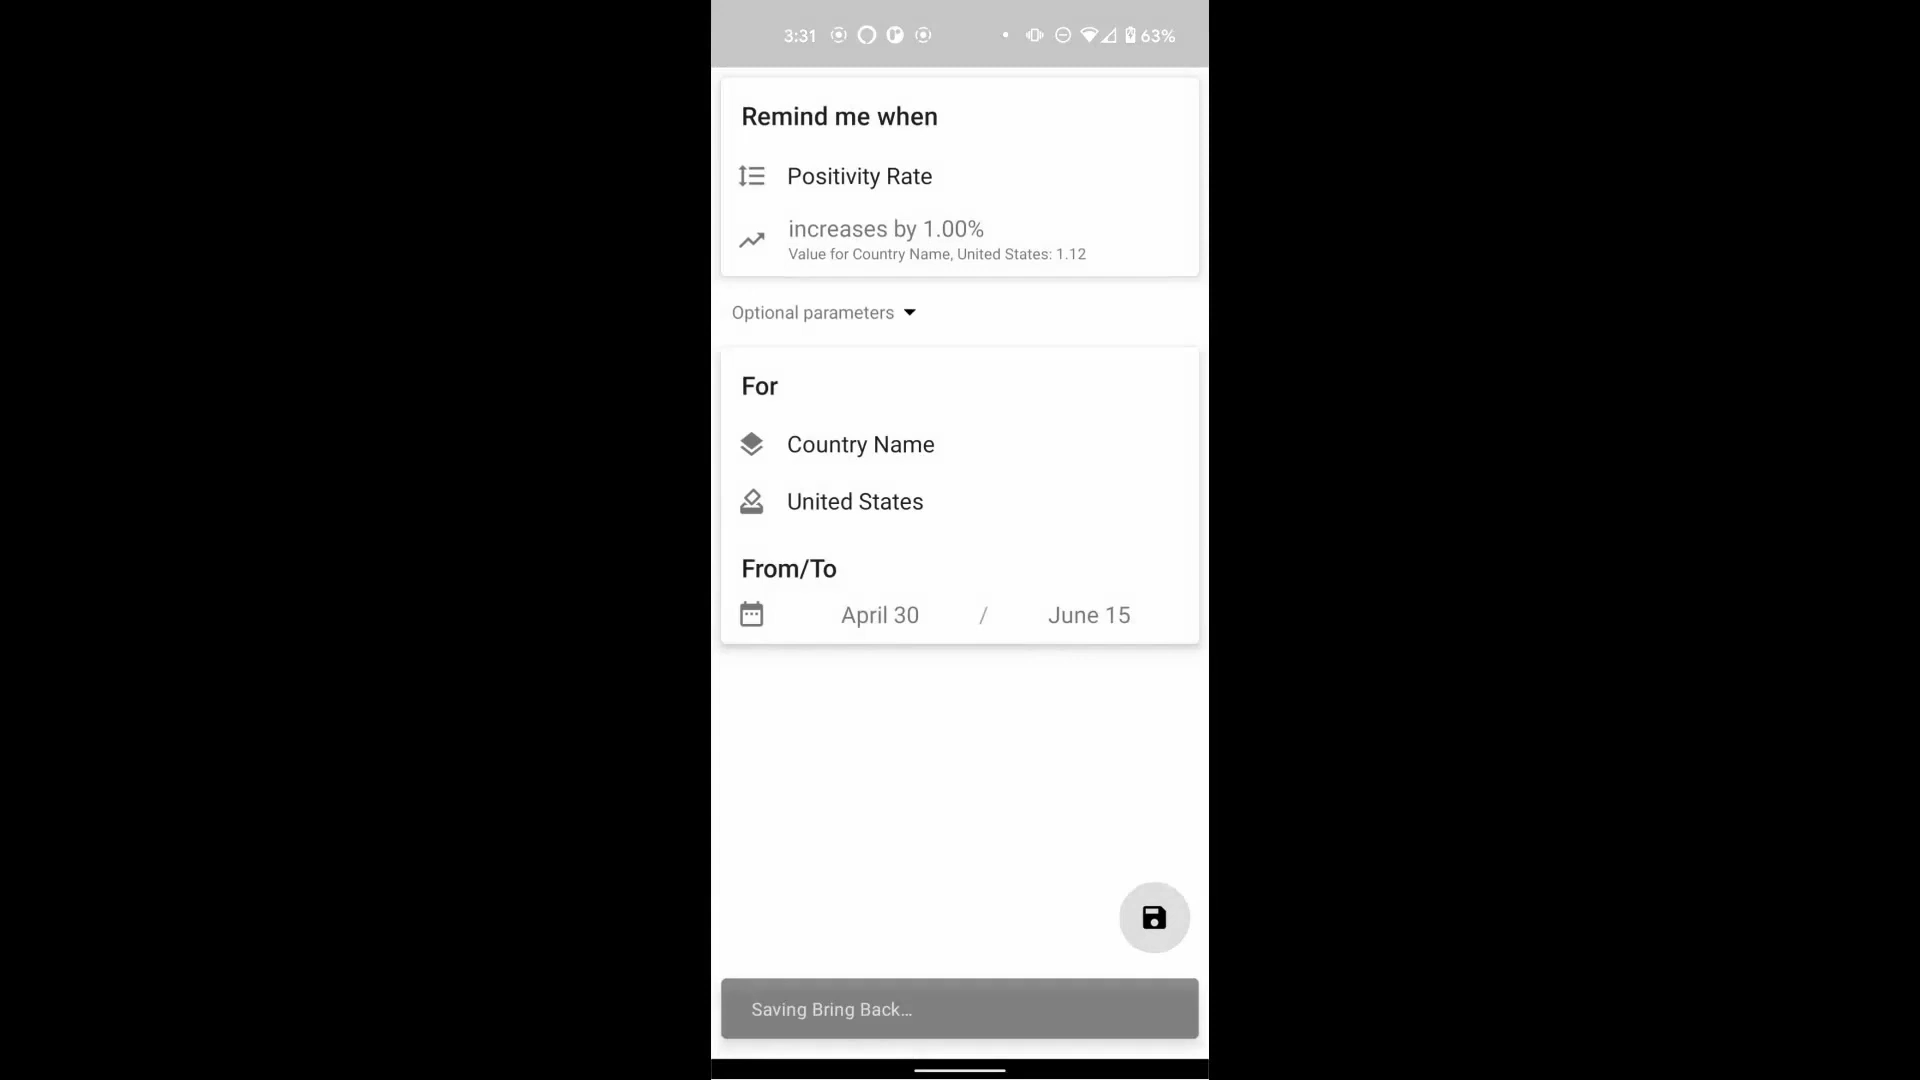 3:31 63%
Remind me when
Positivity Rate
increases by 1.00%
Value for Country Name, United States: 1.12
Optional parameters
For
Country Name
United States
From/To
April 30 / June 15
Saving Bring Back...